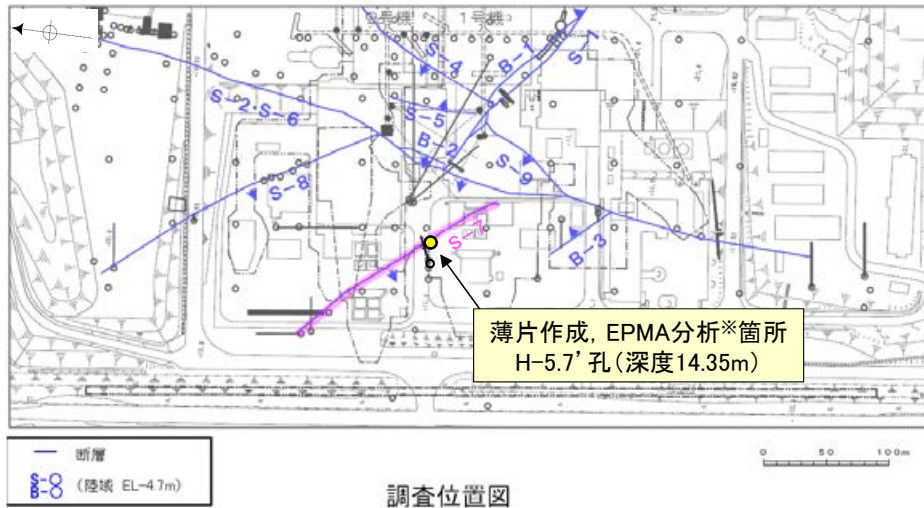 2号機
1号機
S-4
B-1
S-1
S-2・S-6
S-5
B-2
S-9
S-8
S-7
B-3
薄片作成, EPMA分析※箇所
H-5.7’孔(深度14.35m)
断層
S-○
B-○
(陸域 EL-4.7m)
0 50 100m
調査位置図